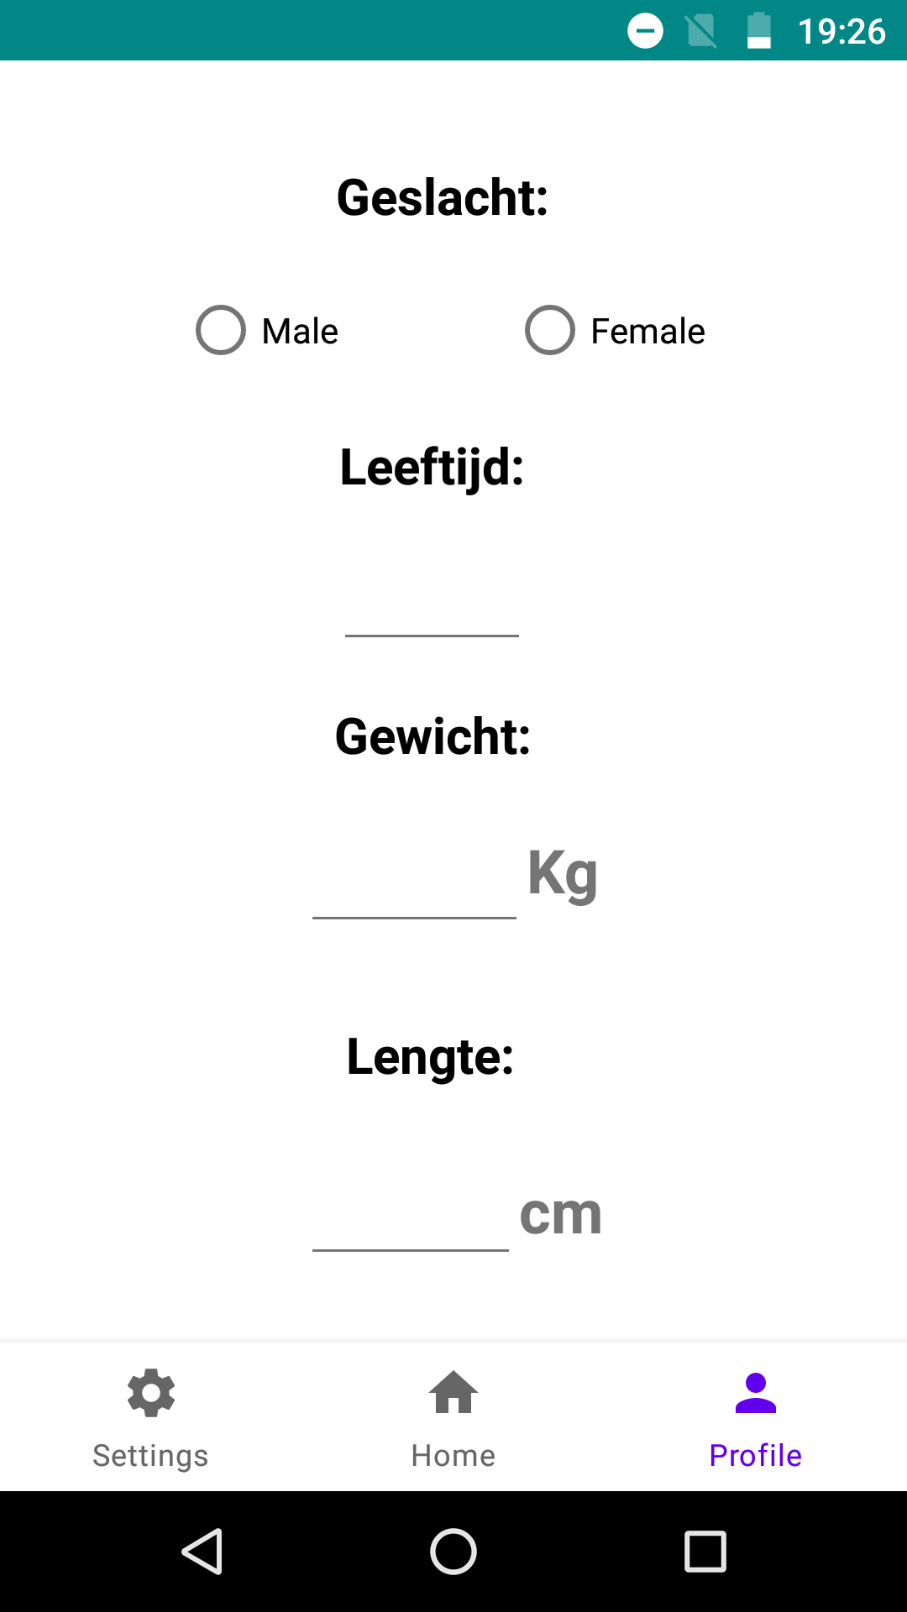 19:26
Geslacht:
Male Female
Leeftijd:
Gewicht:
Kg
Lengte:
cm
Settings Home Profile